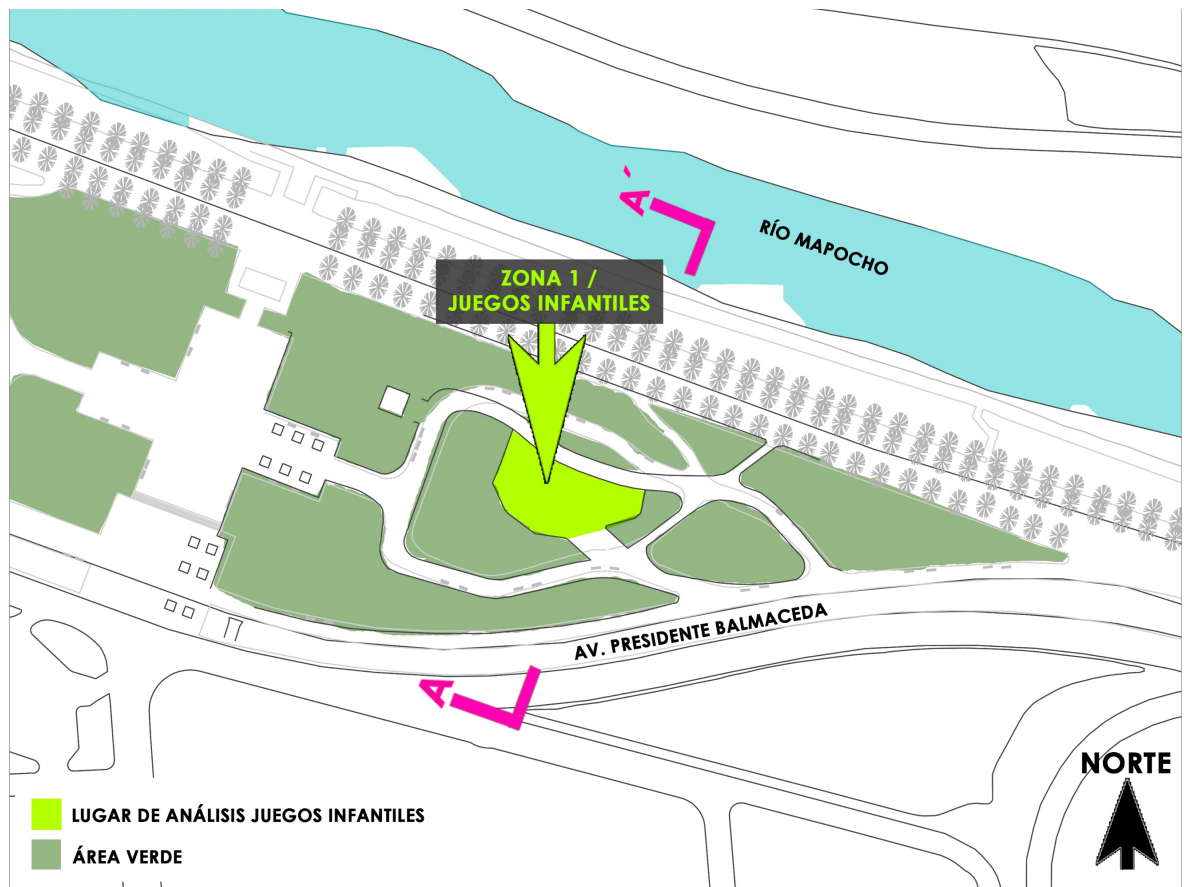 A´
RÍO MAPOCHO
ZONA 1 /
JUEGOS INFANTILES
AV. PRESIDENTE BALMACEDA
A
NORTE
LUGAR DE ANÁLISIS JUEGOS INFANTILES
ÁREA VERDE